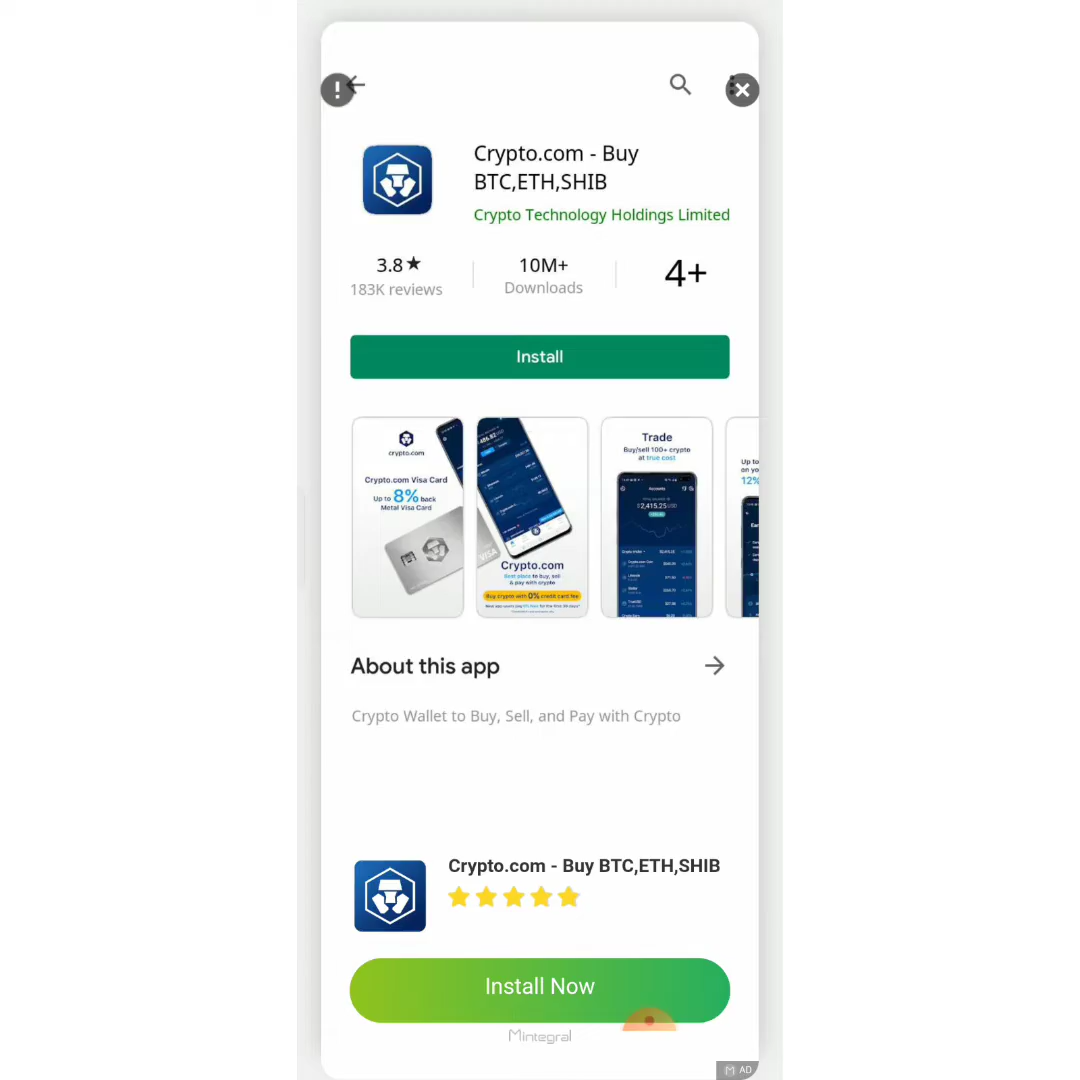 Crypto.com - Buy
BTC,ETH,SHIB
Crypto Technology Holdings Limited
3.8★
183K reviews
10M+
Downloads
4+
Install
crypto.com
Crypto.com Visa Card
Up to 8% back
Metal Visa Card
VISA
Crypto.com
Best place to buy, sell
& pay with crypto
Buy crypto with 0% credit card fee
Trade
Buy/sell 100+ crypto
at true cost
Accounts
$2,415.25 USD
Up to
on yo
12%
About this app
Crypto Wallet to Buy, Sell, and Pay with Crypto
Crypto.com - Buy BTC,ETH,SHIB
Install Now
Mintegral
AD